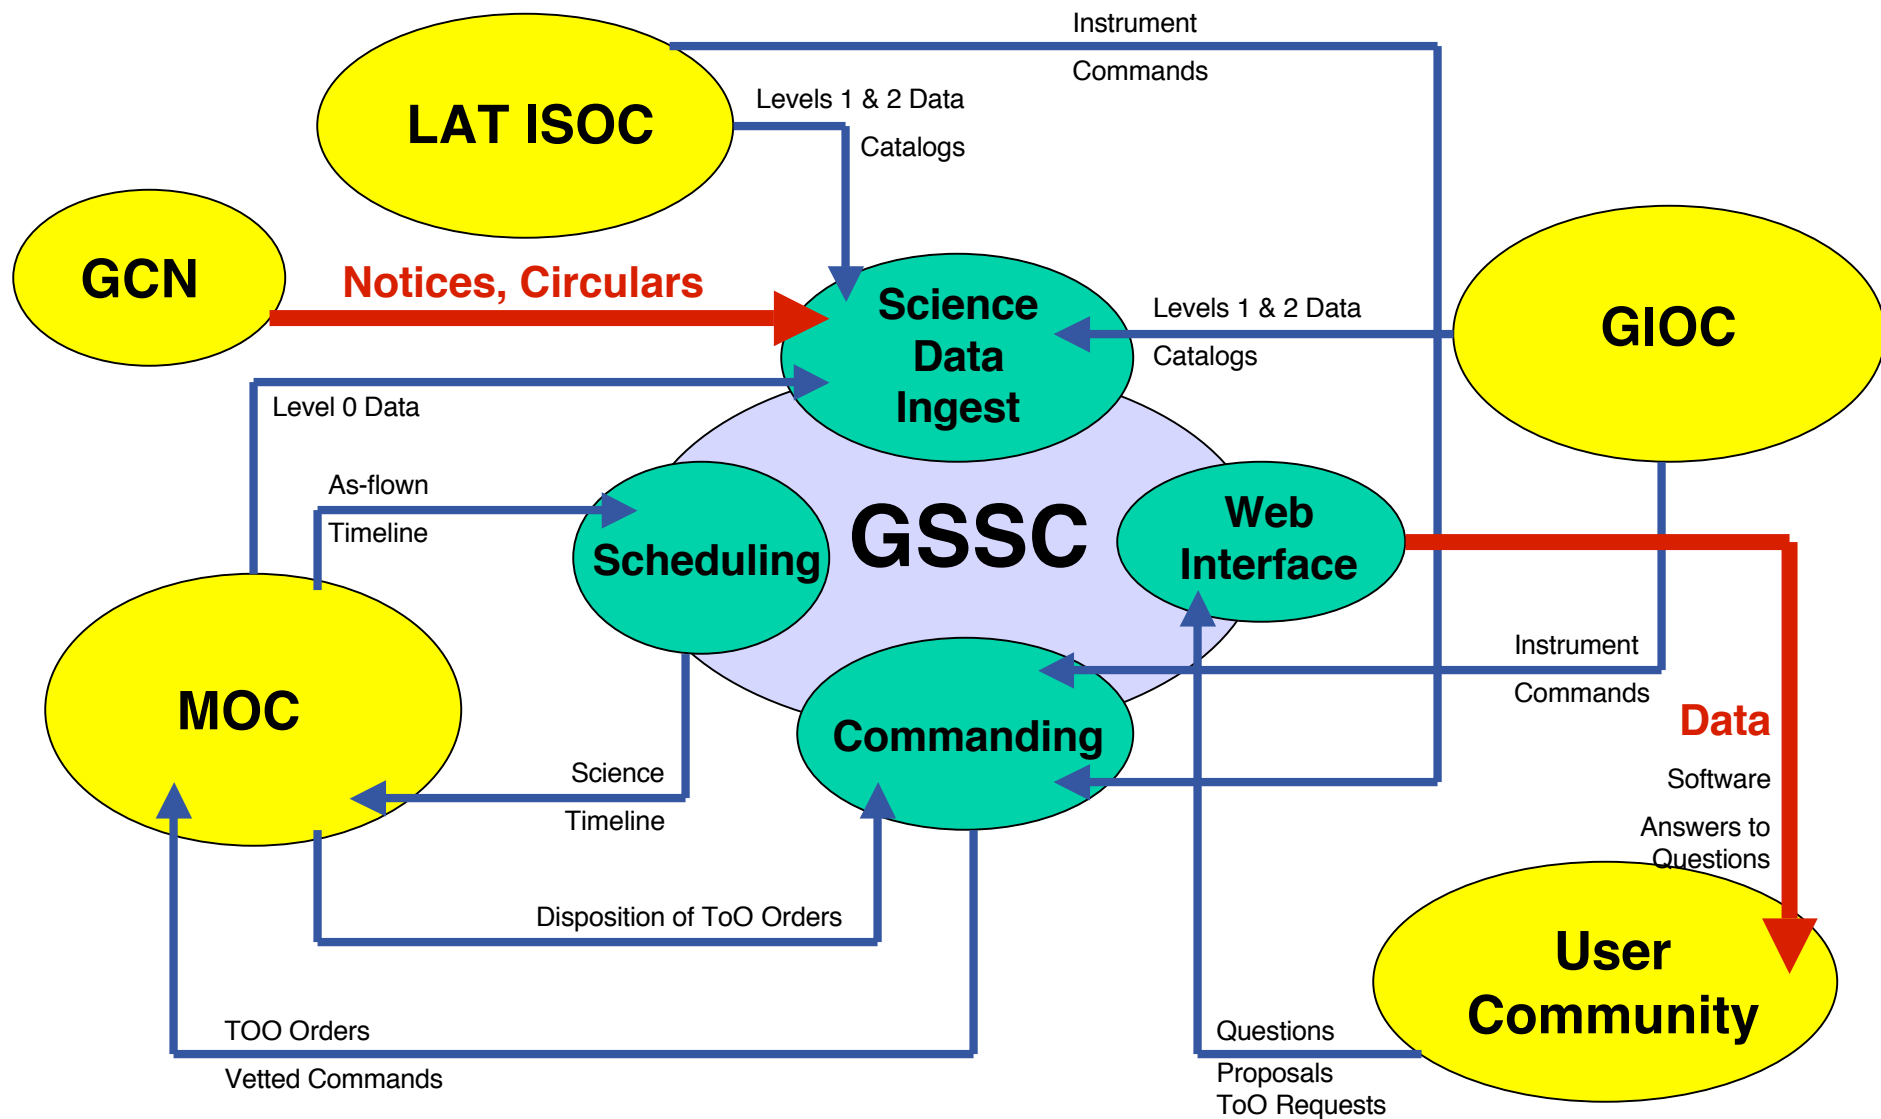 Instrument
Commands
LAT ISOC
Levels 1 & 2 Data
Catalogs
GCN
Notices, Circulars
Science
Data
Ingest
Levels 1 & 2 Data
Catalogs
GIOC
Level 0 Data
As-flown
Timeline
Scheduling
GSSC
Web
Interface
Instrument
Commands
MOC
Commanding
Data
Science
Timeline
Software
Answers to
Questions
Disposition of ToO Orders
User
Community
TOO Orders
Vetted Commands
Questions
Proposals
ToO Requests